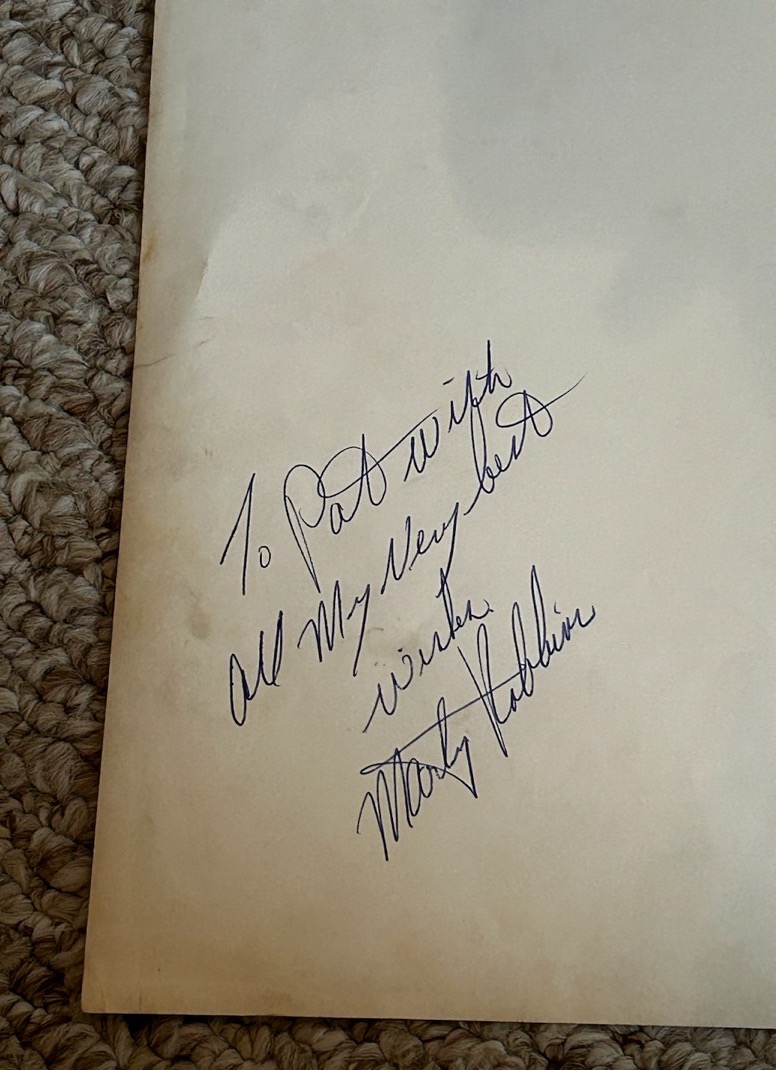 To Pat with
All My Very best
wishes.
Marty Robbins